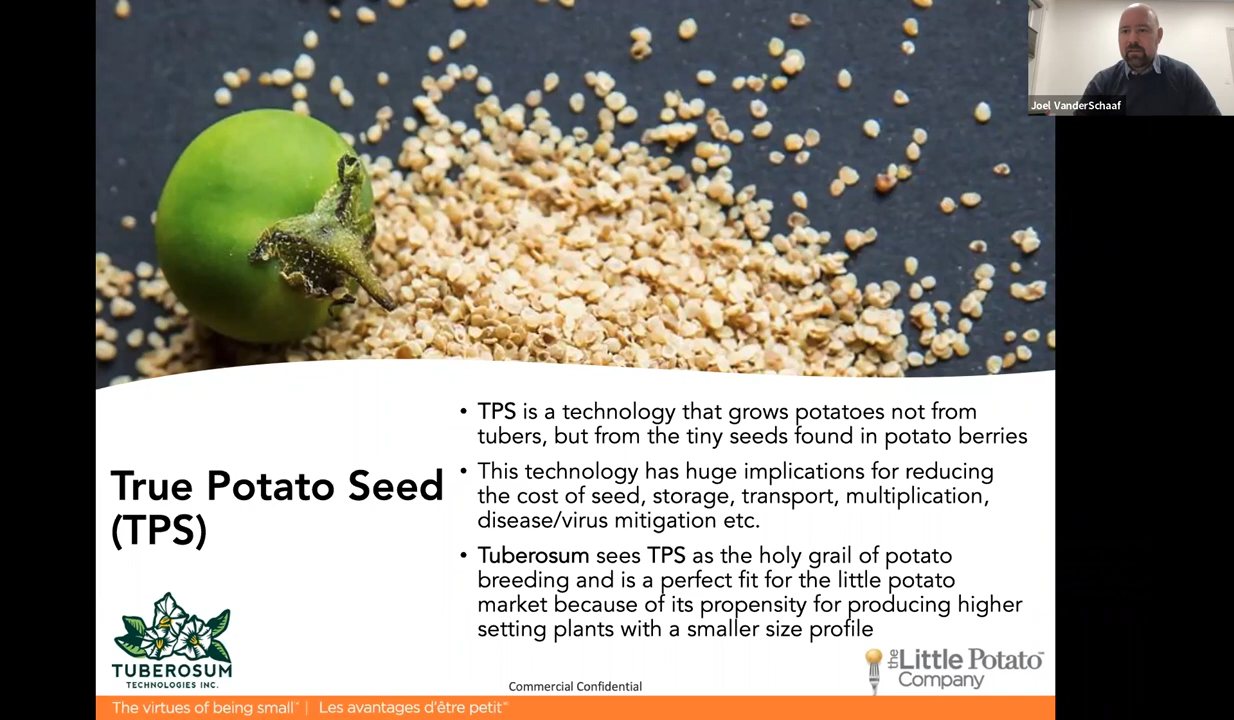 Joel VanderSchaaf
True Potato Seed
(TPS)
• TPS is a technology that grows potatoes not from
tubers, but from the tiny seeds found in potato berries
• This technology has huge implications for reducing
the cost of seed, storage, transport, multiplication,
disease/virus mitigation etc.
• Tuberosum sees TPS as the holy grail of potato
breeding and is a perfect fit for the little potato
market because of its propensity for producing higher
setting plants with a smaller size profile
TUBEROSUM
TECHNOLOGIES INC.
Commercial Confidential
the Little Potato™
Company
The virtues of being small™ | Les avantages d'être petit™